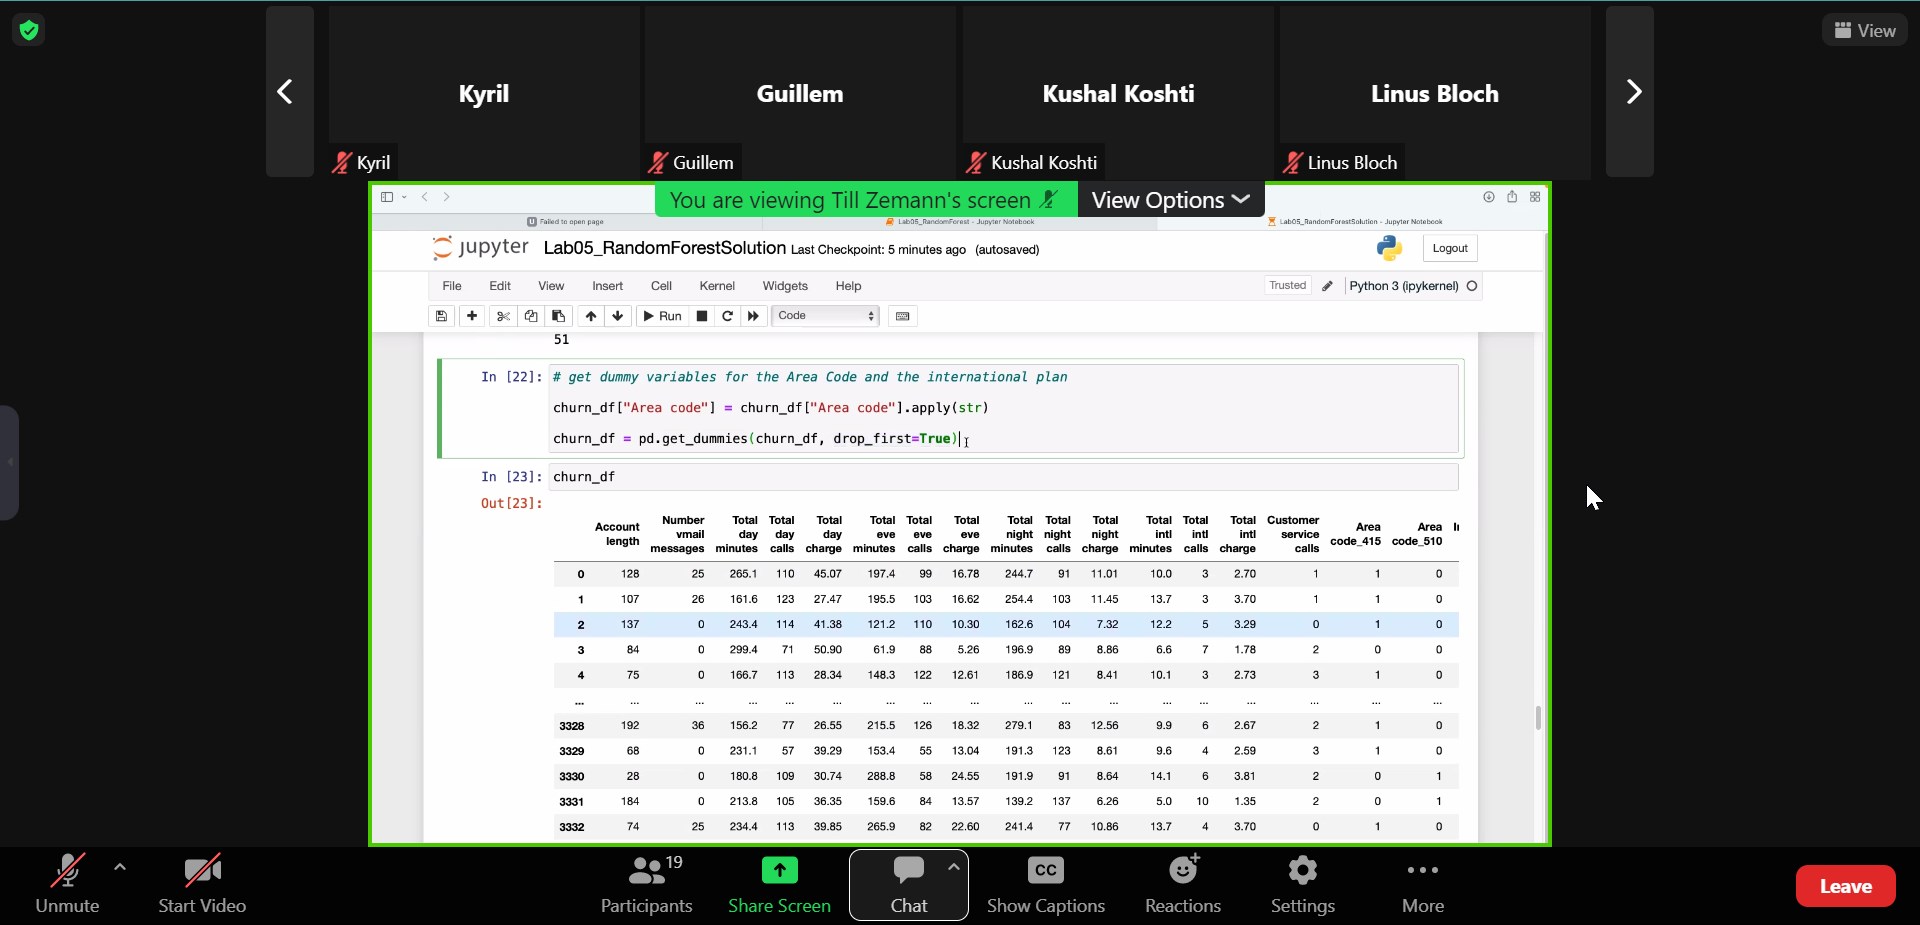 View
Kyril
Guillem
Kushal Koshti
Linus Bloch
Kyril
Guillem
Kushal Koshti
Linus Bloch
You are viewing Till Zemann's screen
View Options
Failed to open page
Lab05_RandomForest - Jupyter Notebook
Lab05_RandomForestSolution - Jupyter Notebook
jupyter Lab05_RandomForestSolution Last Checkpoint: 5 minutes ago (autosaved)
Logout
File Edit View Insert Cell Kernel Widgets Help
Trusted Python 3 (ipykernel)
Run Code
51
In [22]: # get dummy variables for the Area Code and the international plan
churn_df["Area code"] = churn_df["Area code"].apply(str)
churn_df = pd.get_dummies(churn_df, drop_first=True)
In [23]: churn_df
Out[23]:
Account length Number vmail messages Total day minutes Total day calls Total day charge Total eve minutes Total eve calls Total eve charge Total night minutes Total night calls Total night charge Total intl minutes Total intl calls Total intl charge Customer service calls Area code_415 Area code_510
0 128 25 265.1 110 45.07 197.4 99 16.78 244.7 91 11.01 10.0 3 2.70 1 1 0
1 107 26 161.6 123 27.47 195.5 103 16.62 254.4 103 11.45 13.7 3 3.70 1 1 0
2 137 0 243.4 114 41.38 121.2 110 10.30 162.6 104 7.32 12.2 5 3.29 0 1 0
3 84 0 299.4 71 50.90 61.9 88 5.26 196.9 89 8.86 6.6 7 1.78 2 0 0
4 75 0 166.7 113 28.34 148.3 122 12.61 186.9 121 8.41 10.1 3 2.73 3 1 0
... ... ... ... ... ... ... ... ... ... ... ... ... ... ... ... ... ...
3328 192 36 156.2 77 26.55 215.5 126 18.32 279.1 83 12.56 9.9 6 2.67 2 1 0
3329 68 0 231.1 57 39.29 153.4 55 13.04 191.3 123 8.61 9.6 4 2.59 3 1 0
3330 28 0 180.8 109 30.74 288.8 58 24.55 191.9 91 8.64 14.1 6 3.81 2 0 1
3331 184 0 213.8 105 36.35 159.6 84 13.57 139.2 137 6.26 5.0 10 1.35 2 0 1
3332 74 25 234.4 113 39.85 265.9 82 22.60 241.4 77 10.86 13.7 4 3.70 0 1 0
19
Unmute
Start Video
Participants
Share Screen
Chat
CC
Show Captions
Reactions
Settings
More
Leave